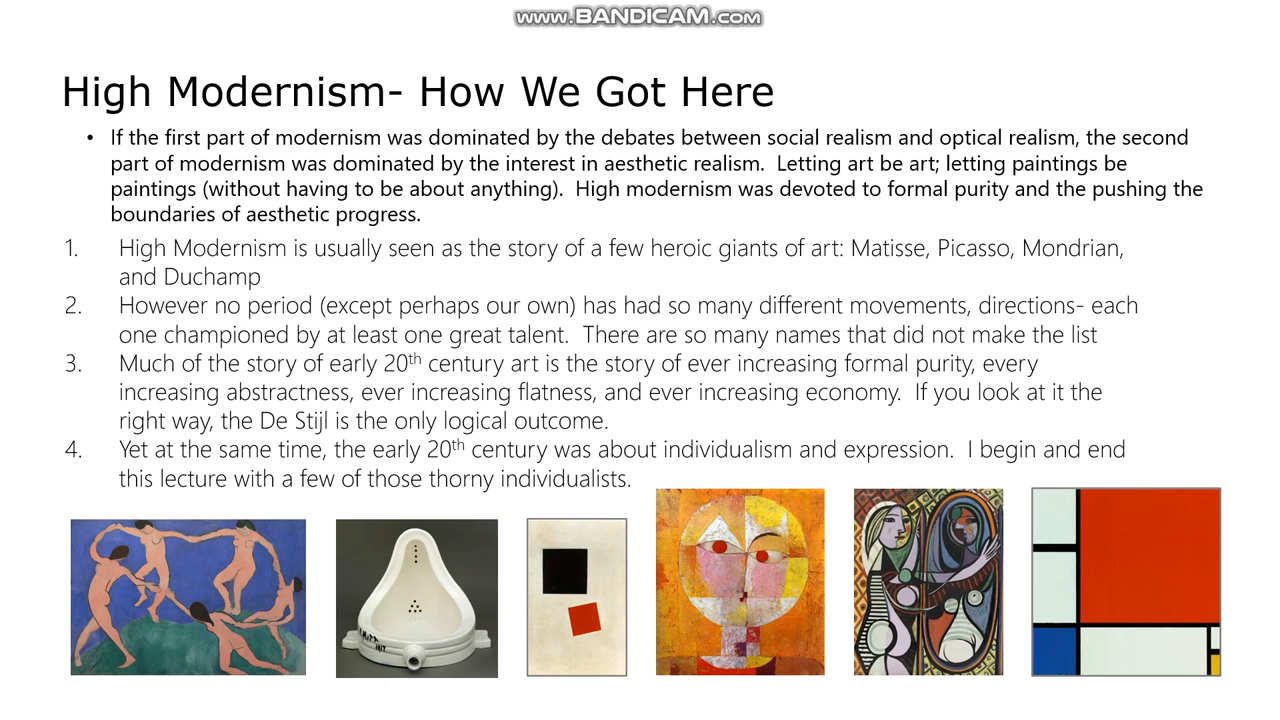 www.BANDICAM.com
High Modernism- How We Got Here
• If the first part of modernism was dominated by the debates between social realism and optical realism, the second
part of modernism was dominated by the interest in aesthetic realism.  Letting art be art; letting paintings be
paintings (without having to be about anything).  High modernism was devoted to formal purity and the pushing the
boundaries of aesthetic progress.
1. High Modernism is usually seen as the story of a few heroic giants of art: Matisse, Picasso, Mondrian,
and Duchamp
2. However no period (except perhaps our own) has had so many different movements, directions- each
one championed by at least one great talent.  There are so many names that did not make the list
3. Much of the story of early 20th century art is the story of ever increasing formal purity, every
increasing abstractness, ever increasing flatness, and ever increasing economy.  If you look at it the
right way, the De Stijl is the only logical outcome.
4. Yet at the same time, the early 20th century was about individualism and expression.  I begin and end
this lecture with a few of those thorny individualists.
R. MUTT
1917